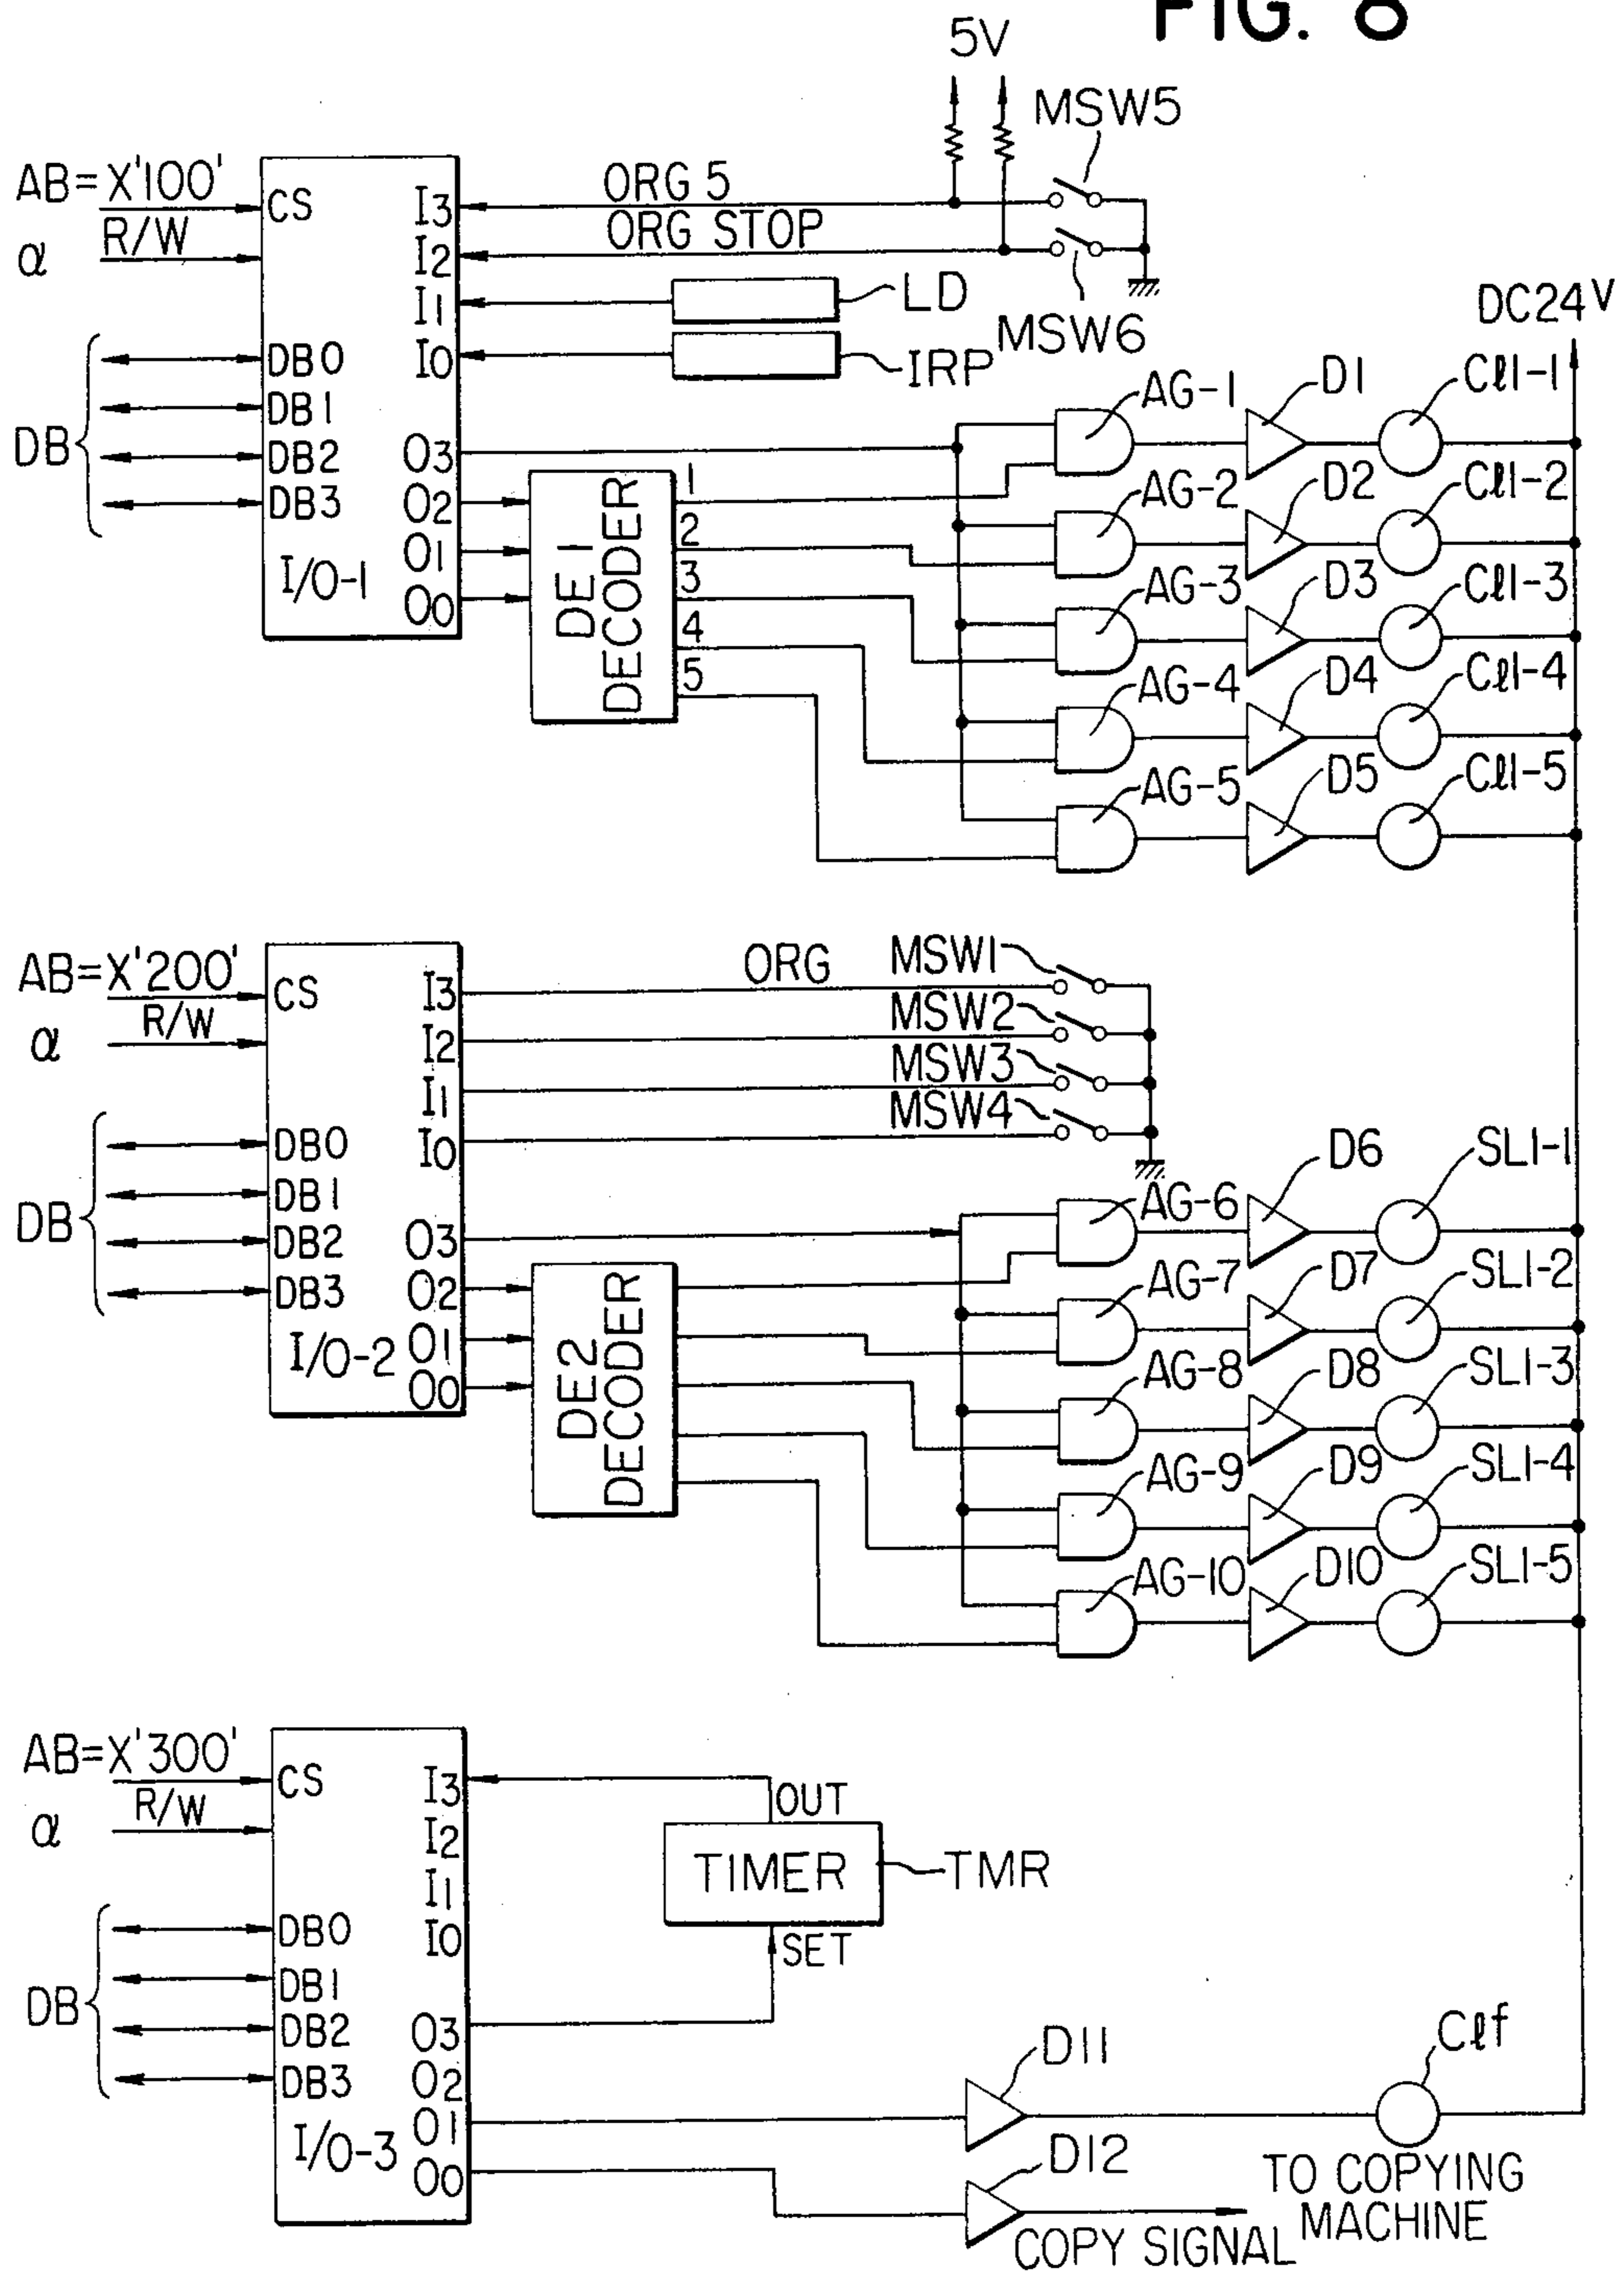 FIG. 8
5V
MSW5
AB=X'100'
CS
I3
ORG 5
R/W
α
I2
ORG STOP
I1
LD
MSW6
I0
IRP
DC24V
DB
DB0
DB1
DB2
DB3
O3
O2
O1
O0
I/O-1
DE1
DECODER
1
2
3
4
5
AG-1
D1
Cℓ1-1
AG-2
D2
Cℓ1-2
AG-3
D3
Cℓ1-3
AG-4
D4
Cℓ1-4
AG-5
D5
Cℓ1-5
AB=X'200'
CS
I3
ORG
MSW1
R/W
α
I2
MSW2
I1
MSW3
I0
MSW4
DB
DB0
DB1
DB2
DB3
O3
O2
O1
O0
I/O-2
DE2
DECODER
AG-6
D6
SL1-1
AG-7
D7
SL1-2
AG-8
D8
SL1-3
AG-9
D9
SL1-4
AG-10
D10
SL1-5
AB=X'300'
CS
I3
OUT
R/W
α
I2
TIMER
TMR
I1
I0
SET
DB
DB0
DB1
DB2
DB3
O3
O2
O1
O0
I/O-3
D11
Cℓf
D12
TO COPYING
MACHINE
COPY SIGNAL